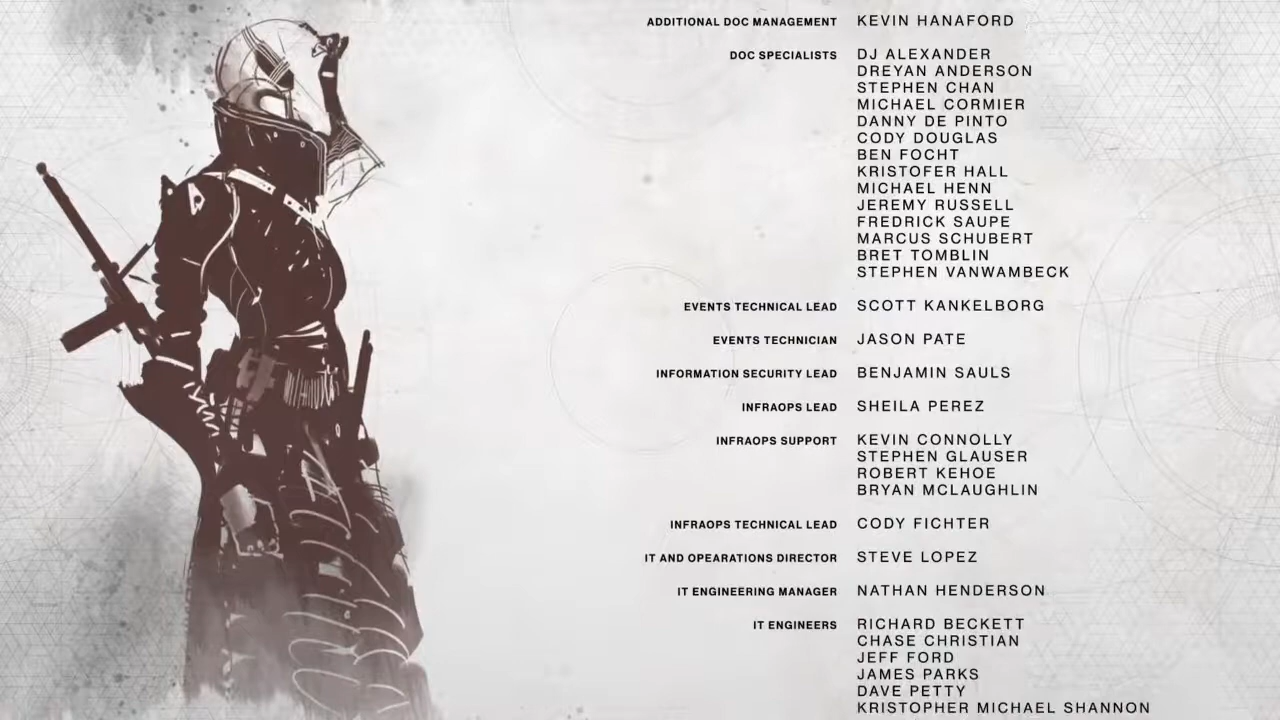 ADDITIONAL DOC MANAGEMENT KEVIN HANAFORD
DOC SPECIALISTS DJ ALEXANDER
DREYAN ANDERSON
STEPHEN CHAN
MICHAEL CORMIER
DANNY DE PINTO
CODY DOUGLAS
BEN FOCHT
KRISTOFER HALL
MICHAEL HENN
JEREMY RUSSELL
FREDRICK SAUPE
MARCUS SCHUBERT
BRET TOMBLIN
STEPHEN VANWAMBECK
EVENTS TECHNICAL LEAD SCOTT KANKELBORG
EVENTS TECHNICIAN JASON PATE
INFORMATION SECURITY LEAD BENJAMIN SAULS
INFRAOPS LEAD SHEILA PEREZ
INFRAOPS SUPPORT KEVIN CONNOLLY
STEPHEN GLAUSER
ROBERT KEHOE
BRYAN MCLAUGHLIN
INFRAOPS TECHNICAL LEAD CODY FICHTER
IT AND OPEARATIONS DIRECTOR STEVE LOPEZ
IT ENGINEERING MANAGER NATHAN HENDERSON
IT ENGINEERS RICHARD BECKETT
CHASE CHRISTIAN
JEFF FORD
JAMES PARKS
DAVE PETTY
KRISTOPHER MICHAEL SHANNON